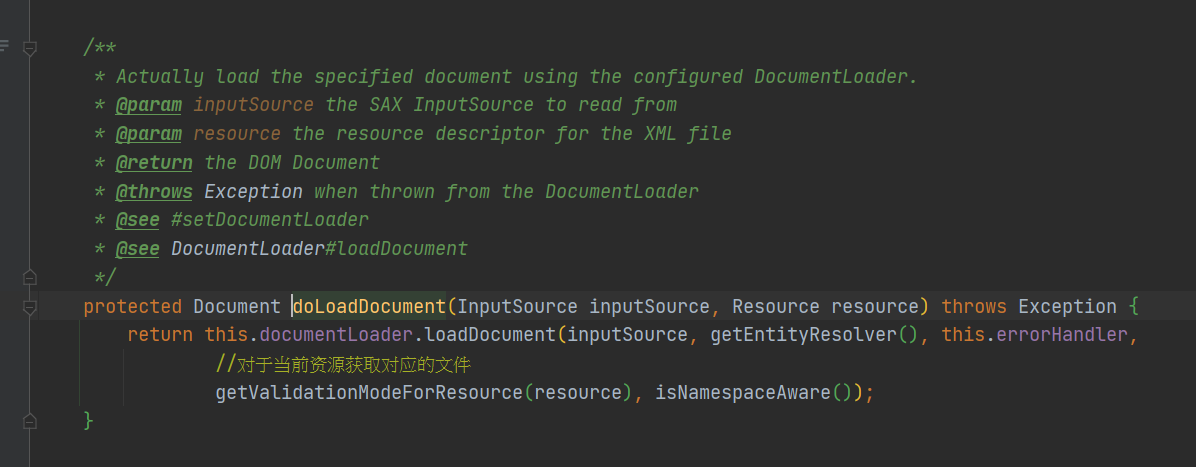 /**
 * Actually load the specified document using the configured DocumentLoader.
 * @param inputSource the SAX InputSource to read from
 * @param resource the resource descriptor for the XML file
 * @return the DOM Document
 * @throws Exception when thrown from the DocumentLoader
 * @see #setDocumentLoader
 * @see DocumentLoader#loadDocument
 */
protected Document doLoadDocument(InputSource inputSource, Resource resource) throws Exception {
    return this.documentLoader.loadDocument(inputSource, getEntityResolver(), this.errorHandler,
            //对于当前资源获取对应的文件
            getValidationModeForResource(resource), isNamespaceAware());
}